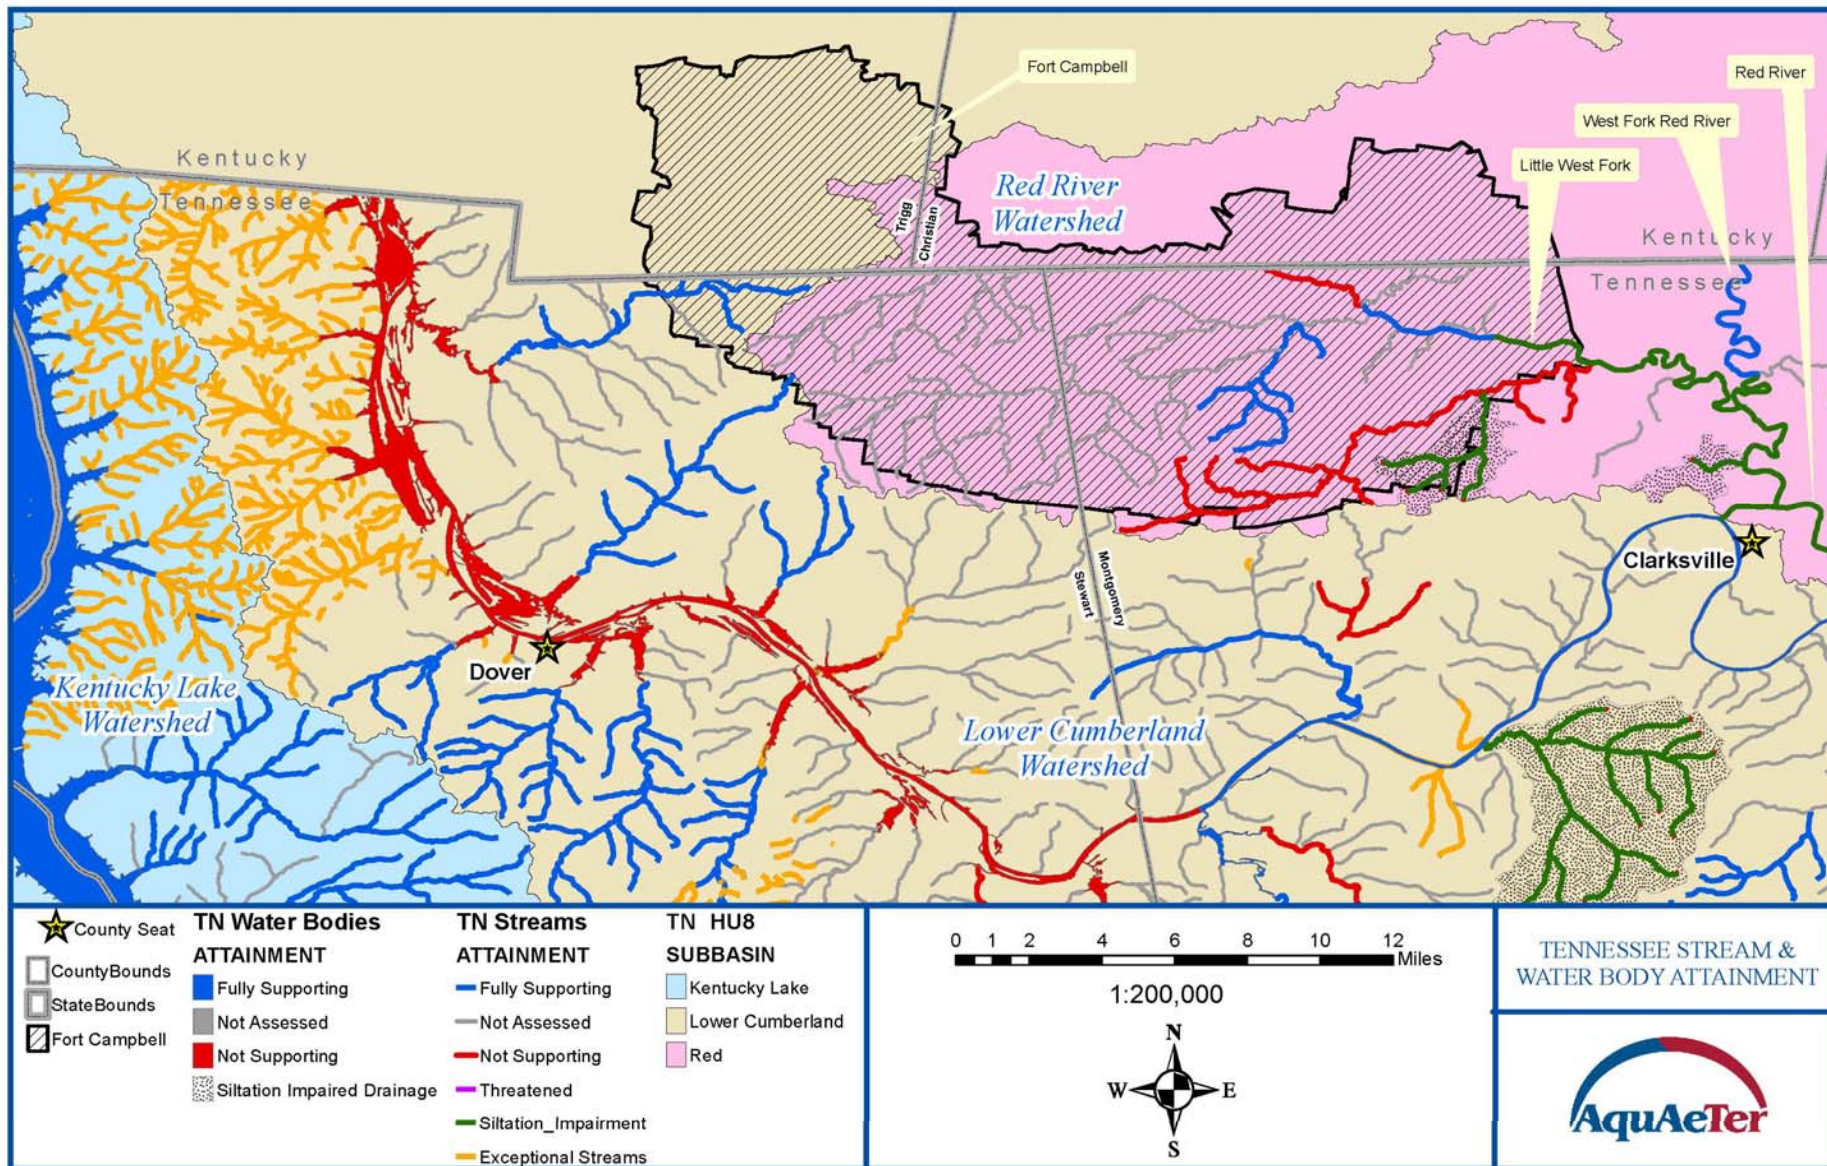 Fort Campbell
Red River
West Fork Red River
Little West Fork
Kentucky
Tennessee
Red River
Watershed
Trigg
Christian
Kentucky
Tennessee
Clarksville
Montgomery
Stewart
Dover
Kentucky Lake
Watershed
Lower Cumberland
Watershed
County Seat
CountyBounds
StateBounds
Fort Campbell
TN Water Bodies
ATTAINMENT
Fully Supporting
Not Assessed
Not Supporting
Siltation Impaired Drainage
TN Streams
ATTAINMENT
Fully Supporting
Not Assessed
Not Supporting
Threatened
Siltation_Impairment
Exceptional Streams
TN HU8
SUBBASIN
Kentucky Lake
Lower Cumberland
Red
0 1 2 4 6 8 10 12
Miles
1:200,000
N
W E
S
TENNESSEE STREAM &
WATER BODY ATTAINMENT
AquAeTer